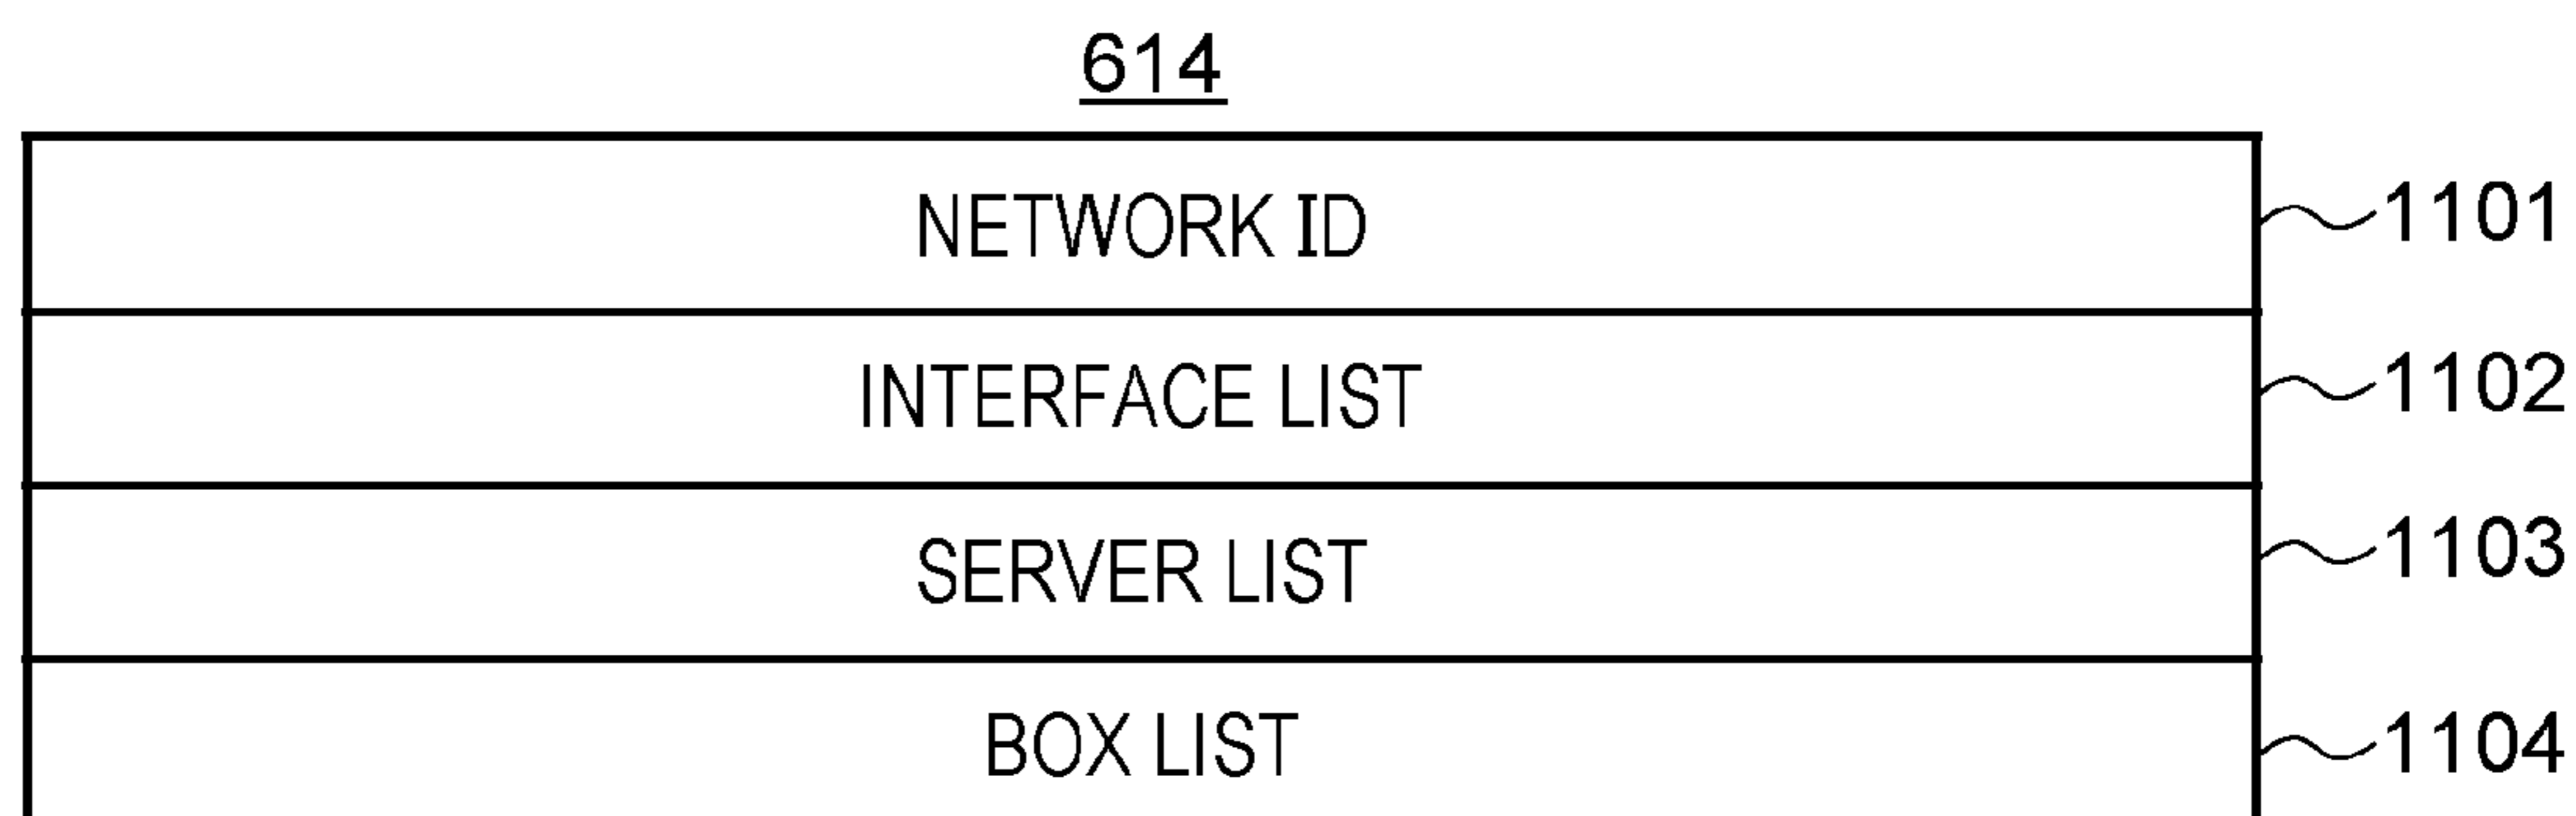 614
NETWORK ID 1101
INTERFACE LIST 1102
SERVER LIST 1103
BOX LIST 1104